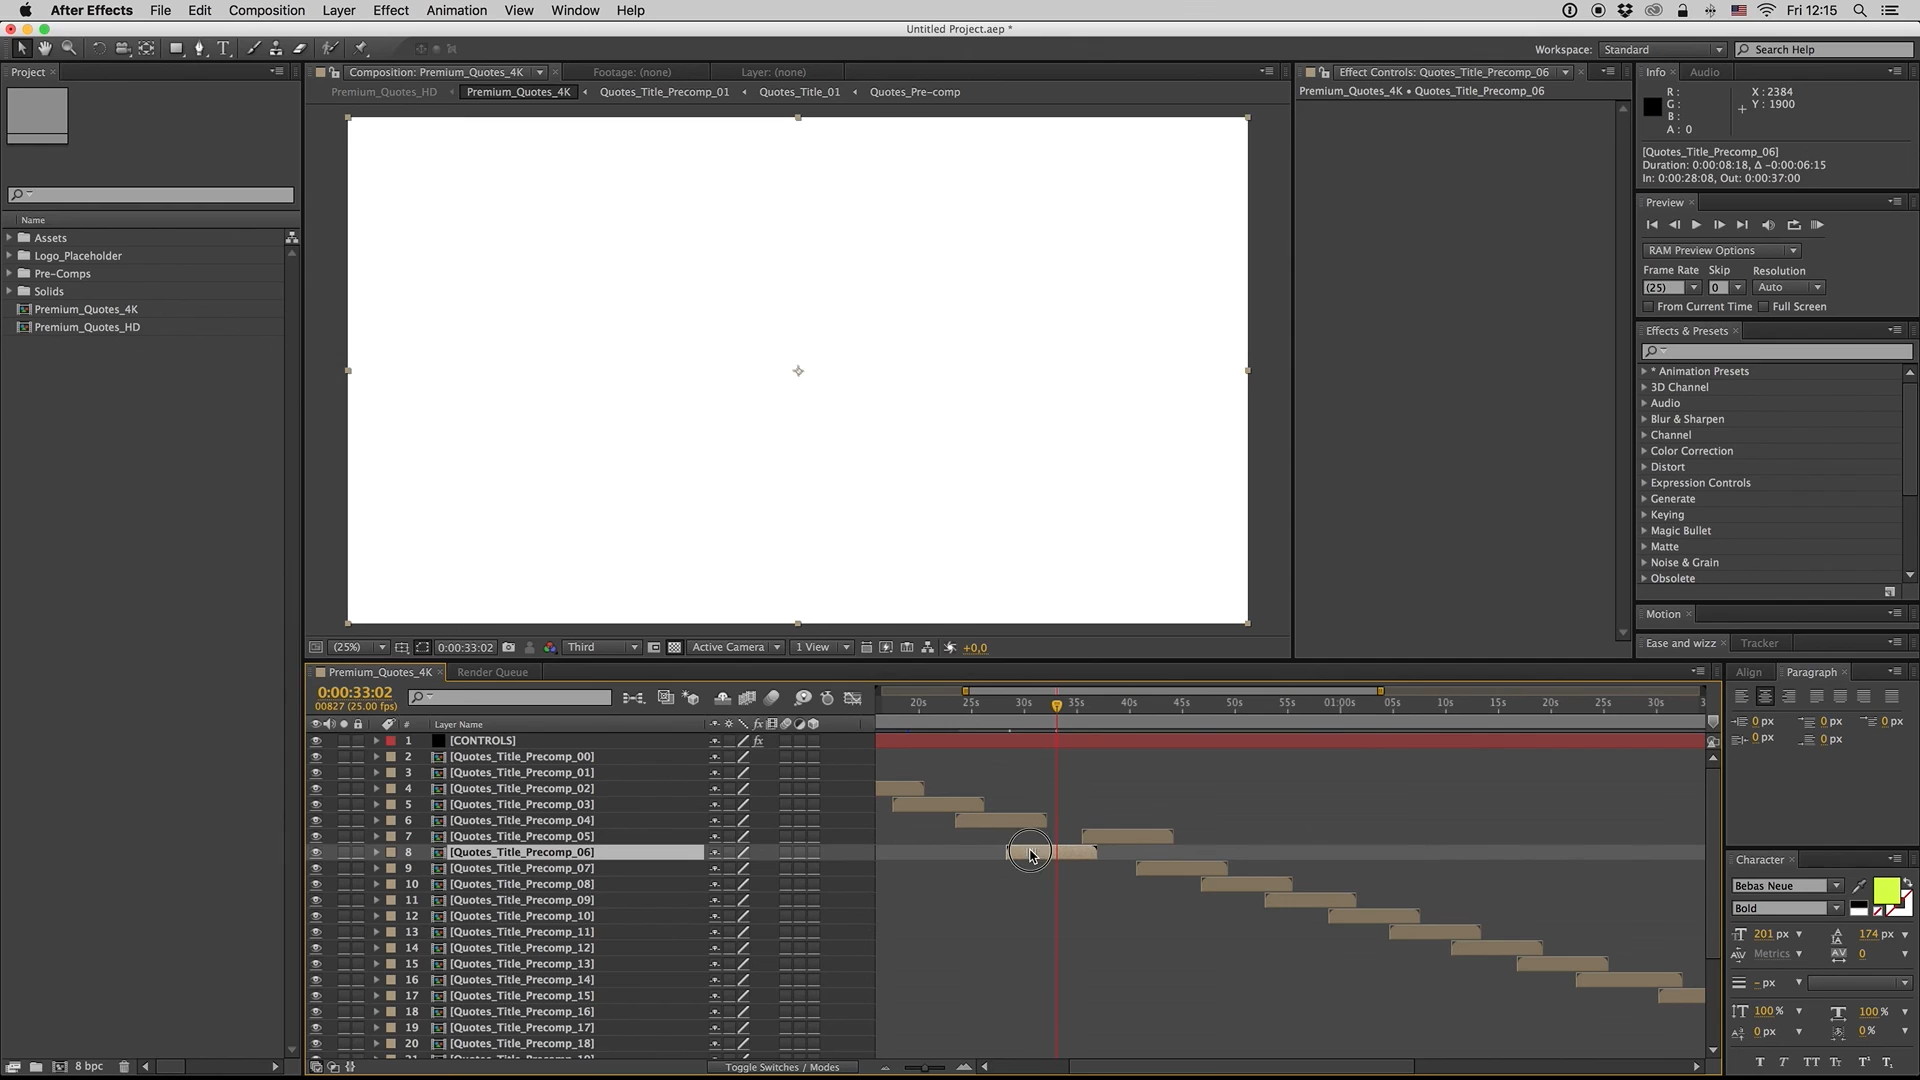 After Effects File Edit Composition Layer Effect Animation View Window Help Fri 12:15
Untitled Project.aep *
Workspace: Standard Search Help
Project
Composition: Premium_Quotes_4K Footage: (none) Layer: (none)
Premium_Quotes_HD Premium_Quotes_4K Quotes_Title_Precomp_01 Quotes_Title_01 Quotes_Pre-comp
Effect Controls: Quotes_Title_Precomp_06
Premium_Quotes_4K • Quotes_Title_Precomp_06
Info Audio
R: X: 2384
G: Y: 1900
B:
A: 0
[Quotes_Title_Precomp_06]
Duration: 0:00:08:18, Δ -0:00:06:15
In: 0:00:28:08, Out: 0:00:37:00
Name
Assets
Logo_Placeholder
Pre-Comps
Solids
Premium_Quotes_4K
Premium_Quotes_HD
Preview
RAM Preview Options
Frame Rate Skip Resolution
(25) 0 Auto
From Current Time Full Screen
Effects & Presets
* Animation Presets
3D Channel
Audio
Blur & Sharpen
Channel
Color Correction
Distort
Expression Controls
Generate
Keying
Magic Bullet
Matte
Noise & Grain
Obsolete
Motion
Ease and wizz Tracker
(25%) 0:00:33:02 Third Active Camera 1 View +0,0
Premium_Quotes_4K Render Queue
0:00:33:02
00827 (25.00 fps)
20s 25s 30s 35s 40s 45s 50s 55s 01:00s 05s 10s 15s 20s 25s 30s
# Layer Name
1 [CONTROLS]
2 [Quotes_Title_Precomp_00]
3 [Quotes_Title_Precomp_01]
4 [Quotes_Title_Precomp_02]
5 [Quotes_Title_Precomp_03]
6 [Quotes_Title_Precomp_04]
7 [Quotes_Title_Precomp_05]
8 [Quotes_Title_Precomp_06]
9 [Quotes_Title_Precomp_07]
10 [Quotes_Title_Precomp_08]
11 [Quotes_Title_Precomp_09]
12 [Quotes_Title_Precomp_10]
13 [Quotes_Title_Precomp_11]
14 [Quotes_Title_Precomp_12]
15 [Quotes_Title_Precomp_13]
16 [Quotes_Title_Precomp_14]
17 [Quotes_Title_Precomp_15]
18 [Quotes_Title_Precomp_16]
19 [Quotes_Title_Precomp_17]
20 [Quotes_Title_Precomp_18]
8 bpc
Toggle Switches / Modes
Align Paragraph
0 px 0 px 0 px
0 px 0 px
Character
Bebas Neue
Bold
201 px 174 px
Metrics 0
- px
100 % 100 %
0 px 0 %
T T TT Tr T¹ T₁